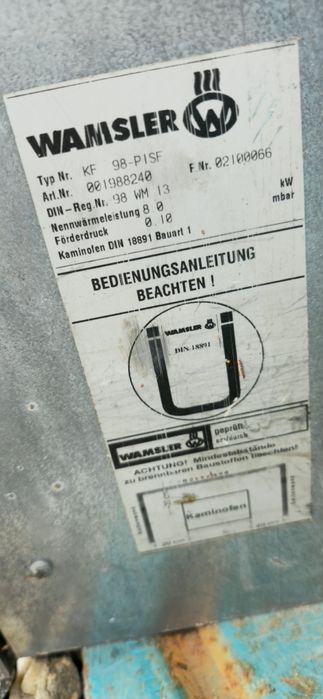 WAMSLER
Typ Nr. KF 98-PISF F Nr. 02100066
Art.Nr. 001988240
DIN-Reg.Nr. 98 WM 13
Nennwärmeleistung 8.0 kW
Förderdruck 0.10 mbar
Kaminofen DIN 18891 Bauart 1
BEDIENUNGSANLEITUNG
BEACHTEN !
WAMSLER
DIN-18891
WAMSLER
geprüft
ACHTUNG! Mindestabstände
zu brennbaren Baustoffen beachten!
Kaminofen